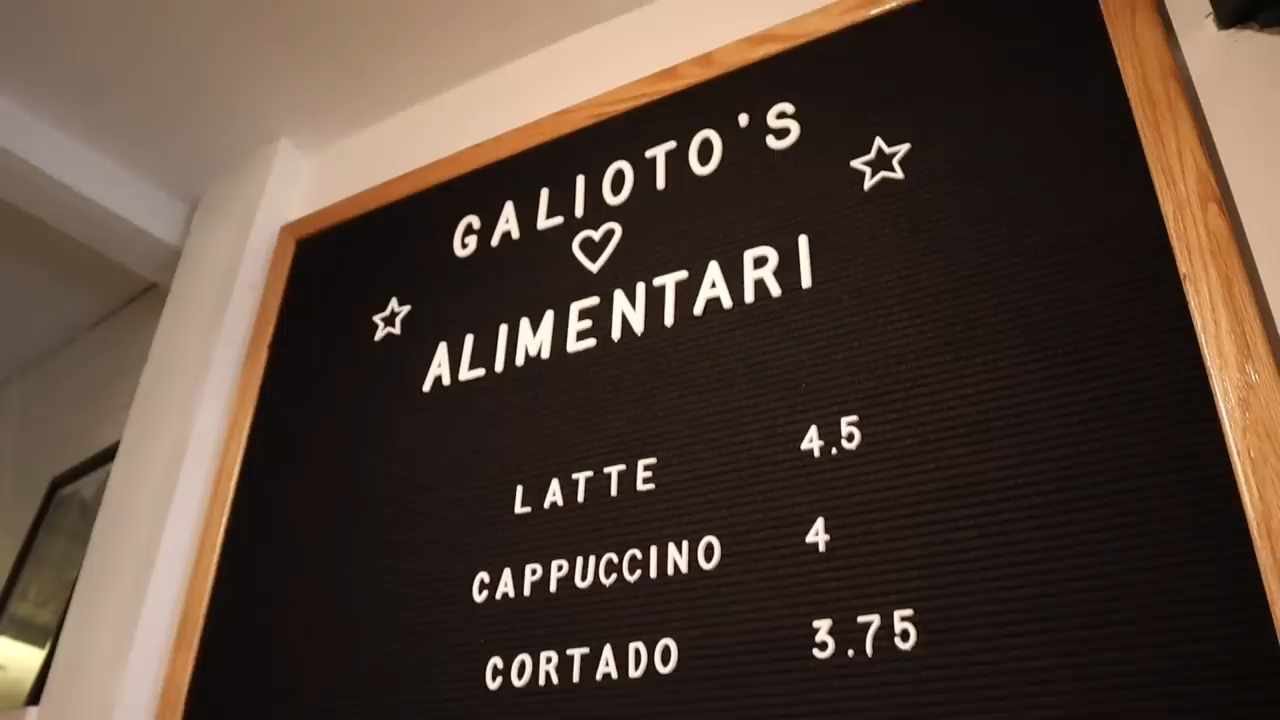 GALIOTO'S
ALIMENTARI
LATTE 4.5
CAPPUCCINO 4
CORTADO 3.75